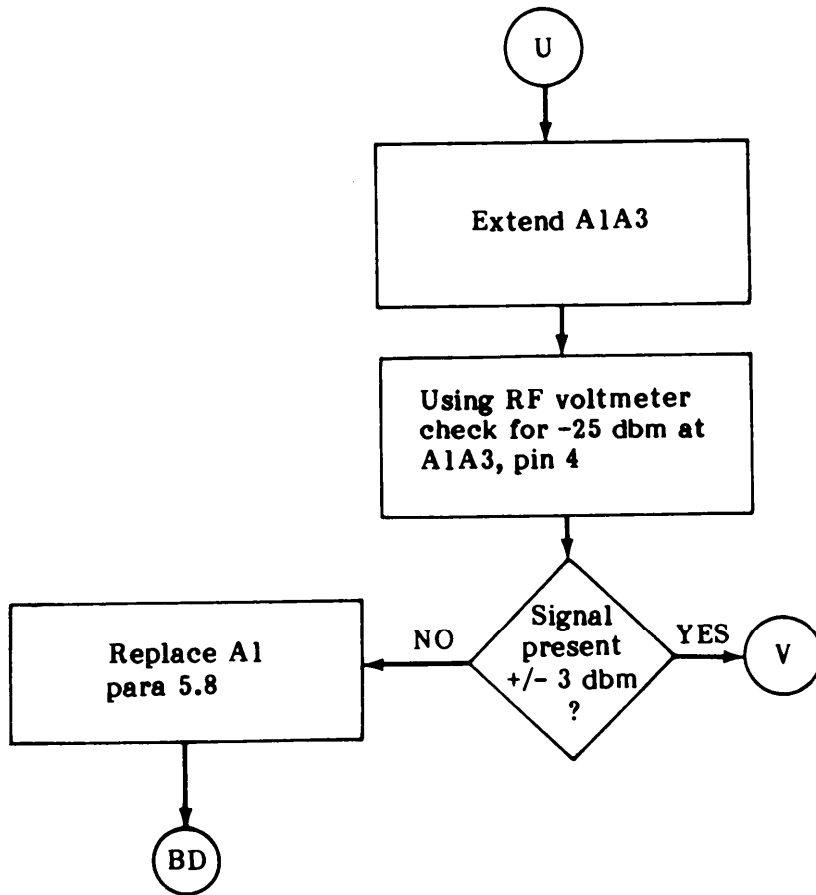 U
Extend A1A3
Using RF voltmeter
check for -25 dbm at
A1A3, pin 4
Signal
present
+/- 3 dbm
?
NO
YES
V
Replace A1
para 5.8
BD